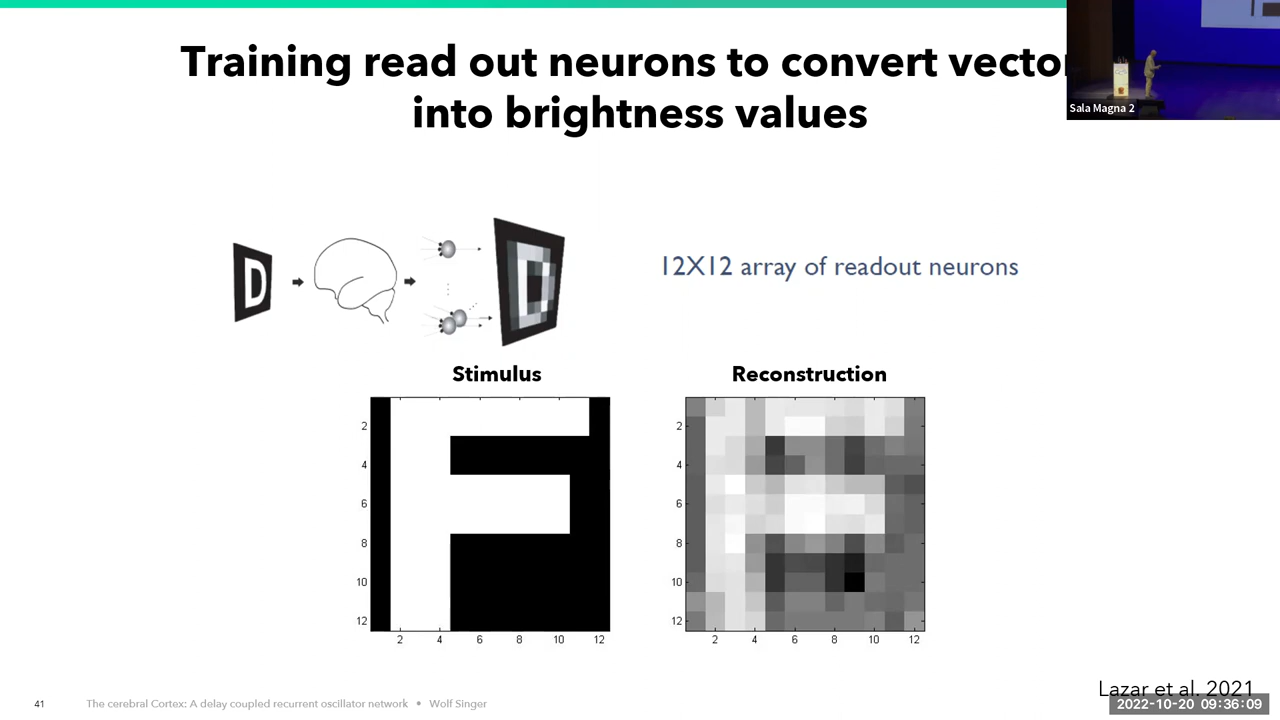 Training read out neurons to convert vector
into brightness values
Sala Magna 2
D
12X12 array of readout neurons
D
Stimulus
Reconstruction
2
4
6
8
10
12
2 4 6 8 10 12
2
4
6
8
10
12
2 4 6 8 10 12
Lazar et al. 2021
41 The cerebral Cortex: A delay coupled recurrent oscillator network • Wolf Singer
2022-10-20 09:36:09